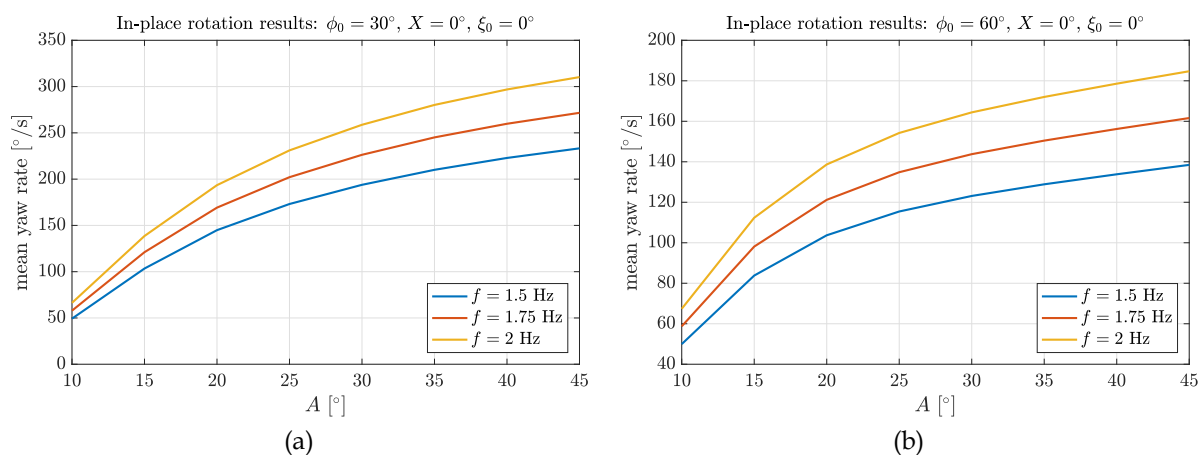 In-place rotation results: ϕ₀ = 30°, X = 0°, ξ₀ = 0°
350
300
250
200
150
100
50
0
mean yaw rate [°/s]
10 15 20 25 30 35 40 45
A [°]
f = 1.5 Hz
f = 1.75 Hz
f = 2 Hz
(a)
In-place rotation results: ϕ₀ = 60°, X = 0°, ξ₀ = 0°
200
180
160
140
120
100
80
60
40
mean yaw rate [°/s]
10 15 20 25 30 35 40 45
A [°]
f = 1.5 Hz
f = 1.75 Hz
f = 2 Hz
(b)